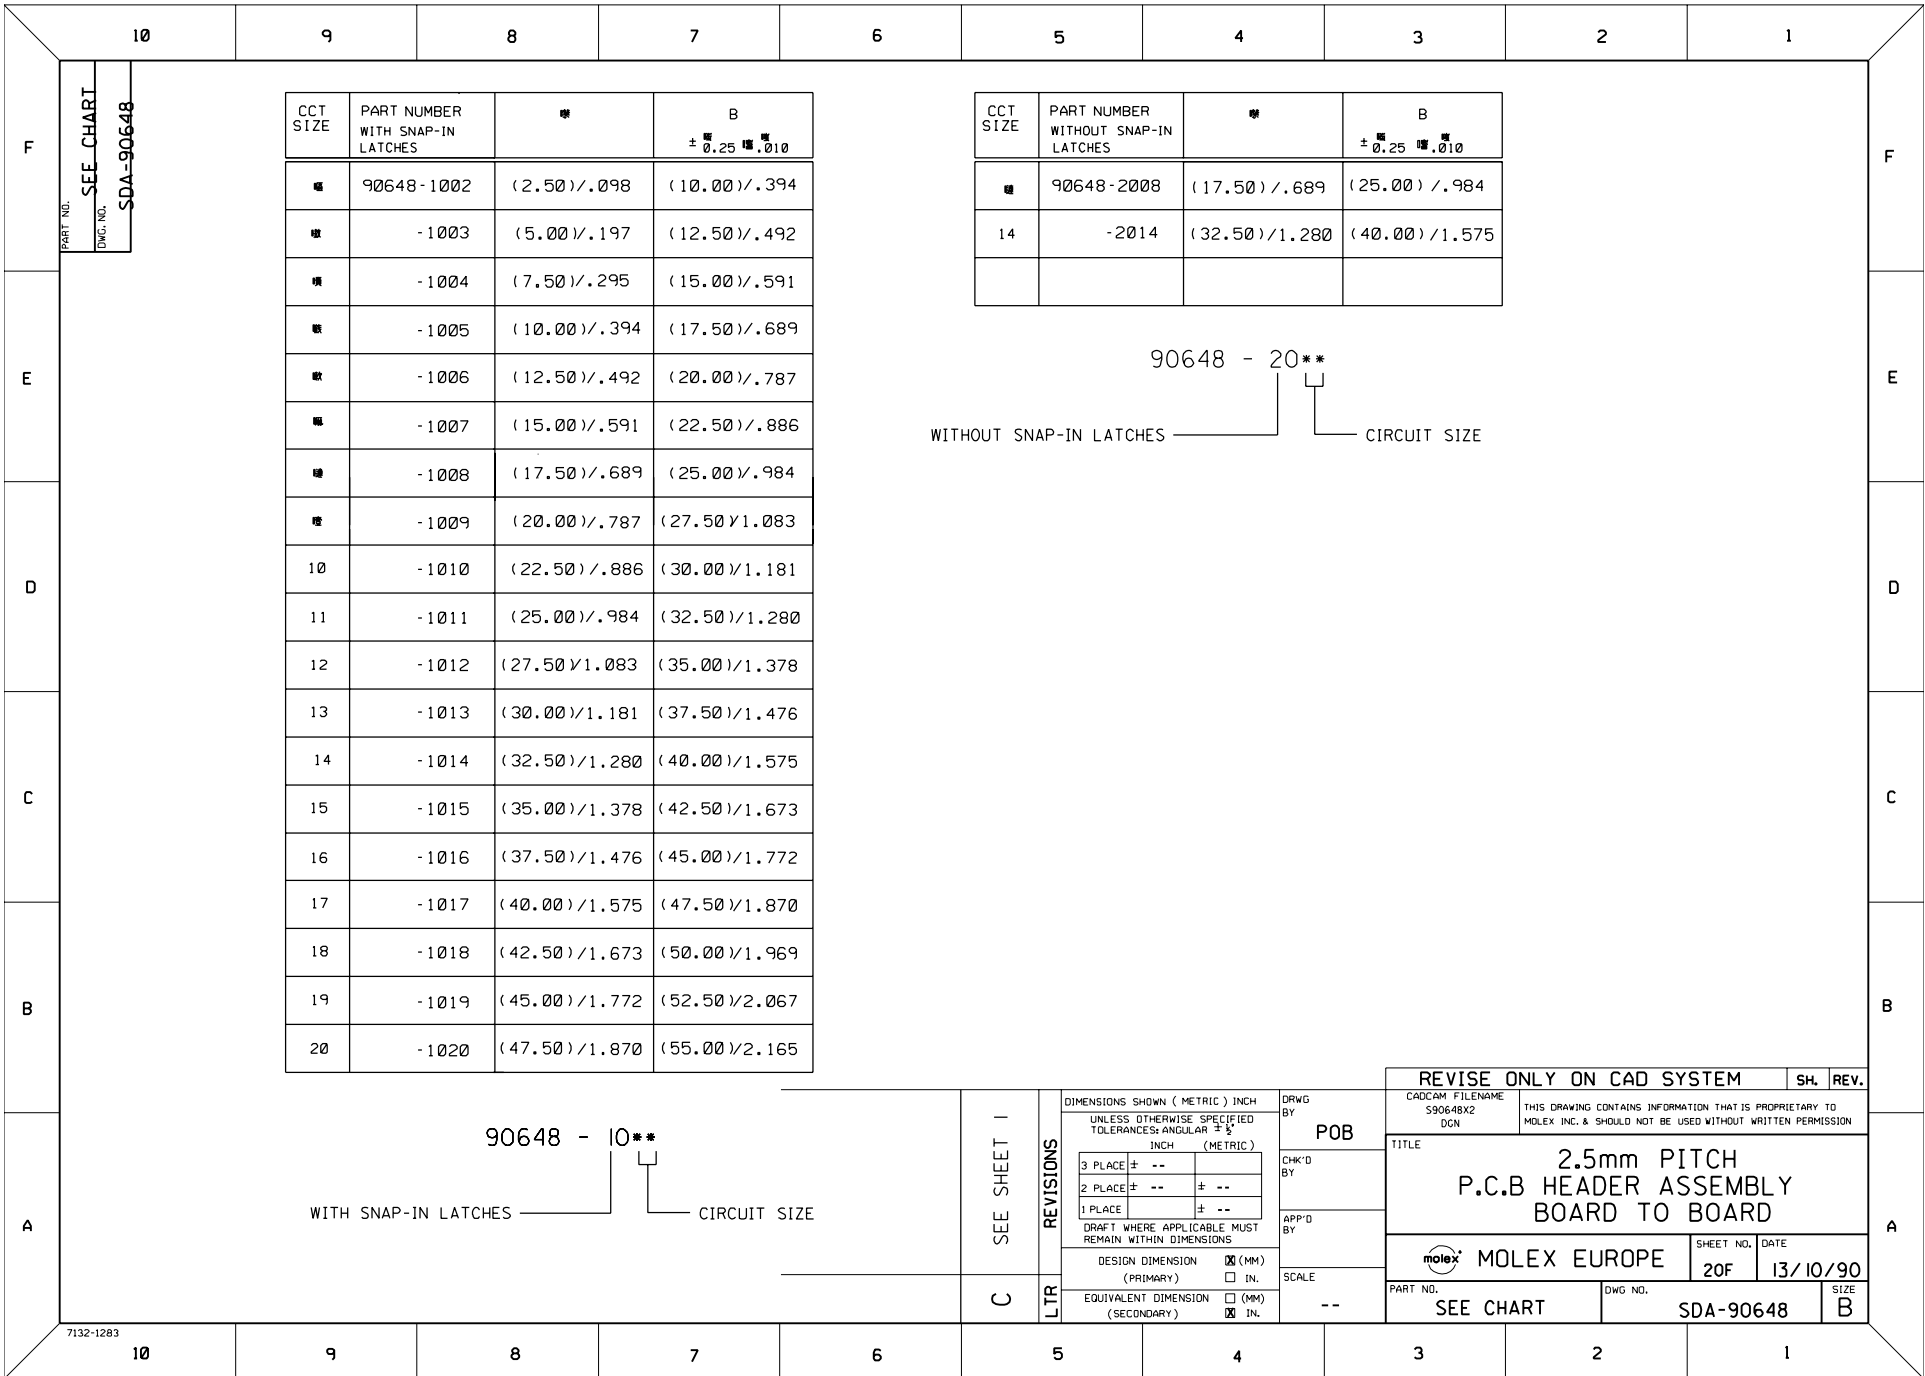 10 9 8 7 6 5 4 3 2 1
F
E
D
C
B
A
PART NO. SEE CHART
DWG. NO. SDA-90648
CCT SIZE PART NUMBER WITH SNAP-IN LATCHES B ± 0.25 .010
90648-1002 (2.50)/.098 (10.00)/.394
-1003 (5.00)/.197 (12.50)/.492
-1004 (7.50)/.295 (15.00)/.591
-1005 (10.00)/.394 (17.50)/.689
-1006 (12.50)/.492 (20.00)/.787
-1007 (15.00)/.591 (22.50)/.886
-1008 (17.50)/.689 (25.00)/.984
-1009 (20.00)/.787 (27.50)/1.083
10 -1010 (22.50)/.886 (30.00)/1.181
11 -1011 (25.00)/.984 (32.50)/1.280
12 -1012 (27.50)/1.083 (35.00)/1.378
13 -1013 (30.00)/1.181 (37.50)/1.476
14 -1014 (32.50)/1.280 (40.00)/1.575
15 -1015 (35.00)/1.378 (42.50)/1.673
16 -1016 (37.50)/1.476 (45.00)/1.772
17 -1017 (40.00)/1.575 (47.50)/1.870
18 -1018 (42.50)/1.673 (50.00)/1.969
19 -1019 (45.00)/1.772 (52.50)/2.067
20 -1020 (47.50)/1.870 (55.00)/2.165
90648 - 10**
WITH SNAP-IN LATCHES CIRCUIT SIZE
CCT SIZE PART NUMBER WITHOUT SNAP-IN LATCHES B ± 0.25 .010
90648-2008 (17.50)/.689 (25.00)/.984
14 -2014 (32.50)/1.280 (40.00)/1.575
90648 - 20**
WITHOUT SNAP-IN LATCHES CIRCUIT SIZE
SEE SHEET 1
C
REVISIONS
LTR
DIMENSIONS SHOWN (METRIC) INCH
UNLESS OTHERWISE SPECIFIED
TOLERANCES: ANGULAR ± ½°
INCH (METRIC)
3 PLACE ± --
2 PLACE ± -- ± --
1 PLACE ± --
DRAFT WHERE APPLICABLE MUST
REMAIN WITHIN DIMENSIONS
DESIGN DIMENSION X (MM)
(PRIMARY) IN.
EQUIVALENT DIMENSION (MM)
(SECONDARY) X IN.
DRWG BY POB
CHK'D BY
APP'D BY
SCALE --
REVISE ONLY ON CAD SYSTEM SH. REV.
CADCAM FILENAME
S90648X2
DGN
THIS DRAWING CONTAINS INFORMATION THAT IS PROPRIETARY TO
MOLEX INC. & SHOULD NOT BE USED WITHOUT WRITTEN PERMISSION
TITLE
2.5mm PITCH
P.C.B HEADER ASSEMBLY
BOARD TO BOARD
molex MOLEX EUROPE
SHEET NO. 2OF
DATE 13/10/90
PART NO. SEE CHART
DWG NO. SDA-90648
SIZE B
7132-1283
F
E
D
C
B
A
10 9 8 7 6 5 4 3 2 1